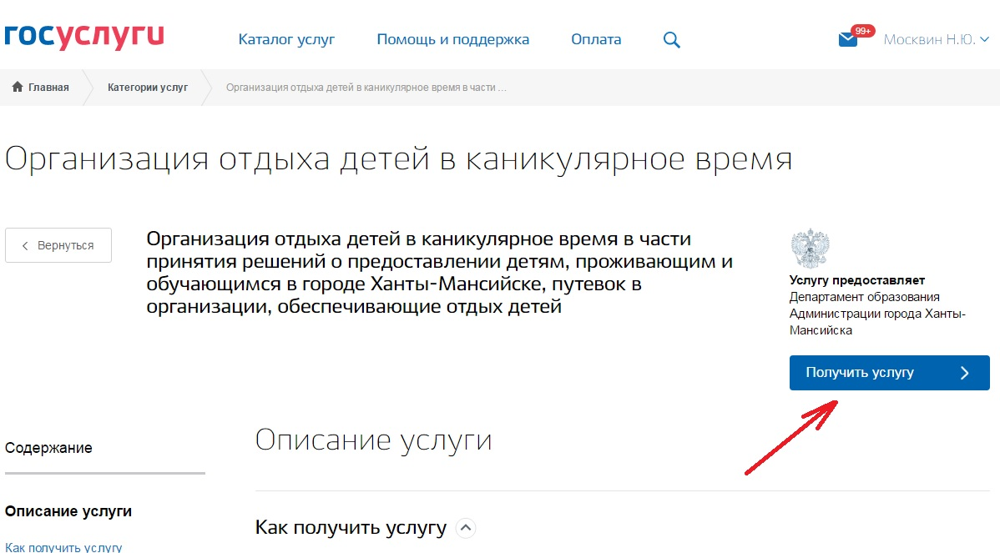 госуслуги
Каталог услуг
Помощь и поддержка
Оплата
99+
Москвин Н.Ю.
Главная
Категории услуг
Организация отдыха детей в каникулярное время в части ...
Организация отдыха детей в каникулярное время
Вернуться
Организация отдыха детей в каникулярное время в части
принятия решений о предоставлении детям, проживающим и
обучающимся в городе Ханты-Мансийске, путевок в
организации, обеспечивающие отдых детей
Услугу предоставляет
Департамент образования
Администрации города Ханты-
Мансийска
Получить услугу
Содержание
Описание услуги
Описание услуги
Как получить услугу
Как получить услугу